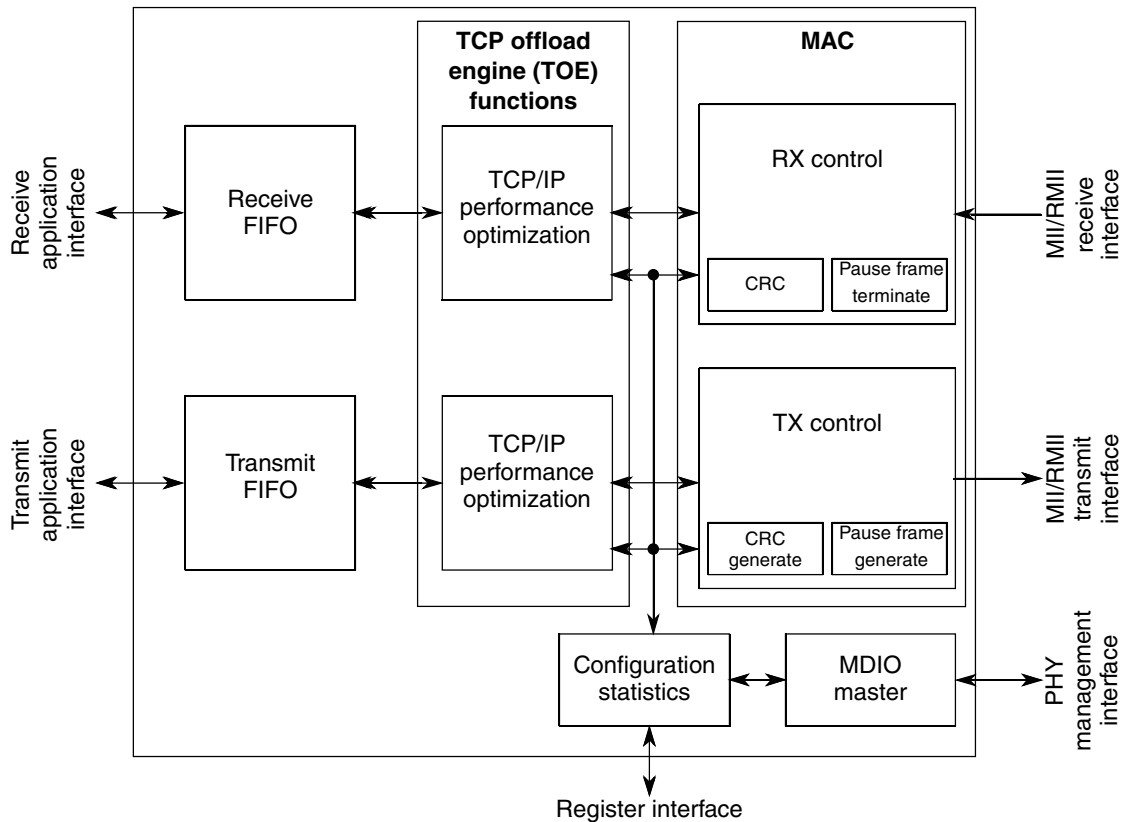 TCP offload
engine (TOE)
functions
MAC
Receive
application
interface
Receive
FIFO
TCP/IP
performance
optimization
RX control
CRC
Pause frame
terminate
MII/RMII
receive
interface
Transmit
application
interface
Transmit
FIFO
TCP/IP
performance
optimization
TX control
CRC
generate
Pause frame
generate
MII/RMII
transmit
interface
Configuration
statistics
MDIO
master
PHY
management
interface
Register interface